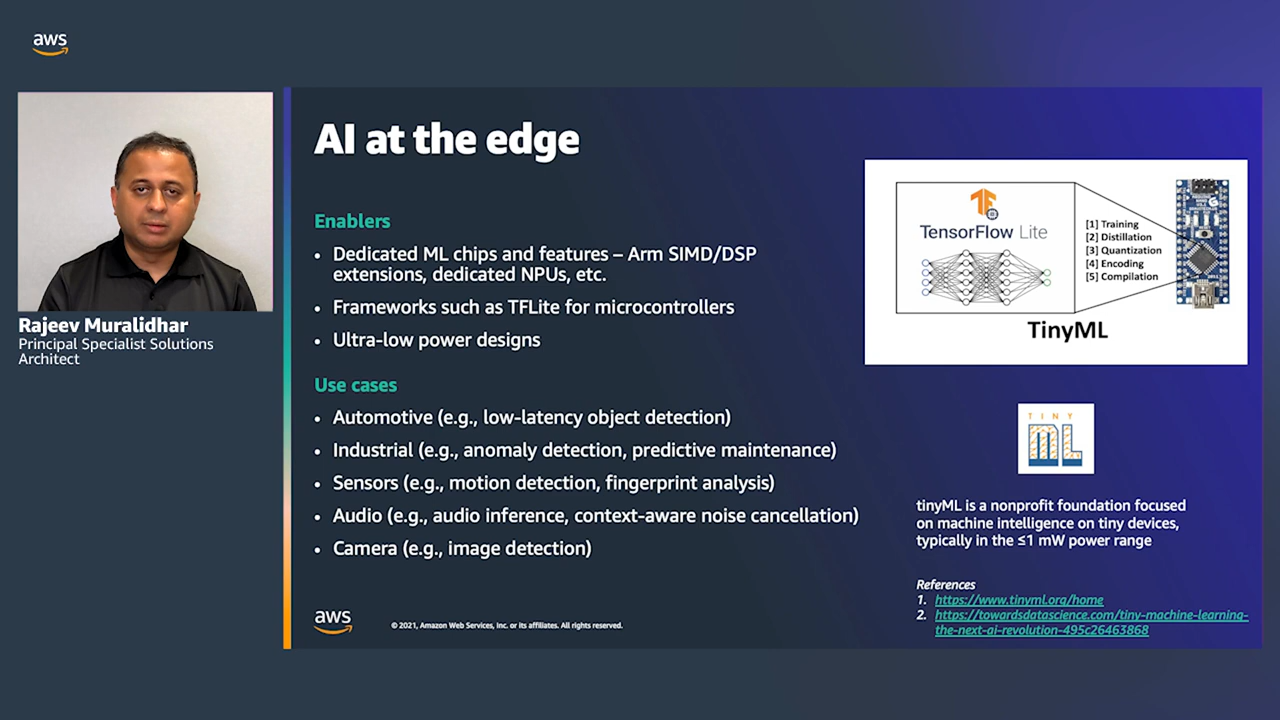 aws
Rajeev Muralidhar
Principal Specialist Solutions
Architect
AI at the edge
Enablers
• Dedicated ML chips and features – Arm SIMD/DSP
extensions, dedicated NPUs, etc.
• Frameworks such as TFLite for microcontrollers
• Ultra-low power designs
Use cases
• Automotive (e.g., low-latency object detection)
• Industrial (e.g., anomaly detection, predictive maintenance)
• Sensors (e.g., motion detection, fingerprint analysis)
• Audio (e.g., audio inference, context-aware noise cancellation)
• Camera (e.g., image detection)
TensorFlow Lite
[1] Training
[2] Distillation
[3] Quantization
[4] Encoding
[5] Compilation
TinyML
TINY
ML
tinyML is a nonprofit foundation focused
on machine intelligence on tiny devices,
typically in the ≤1 mW power range
References
1. https://www.tinyml.org/home
2. https://towardsdatascience.com/tiny-machine-learning-
the-next-ai-revolution-495c26463868
aws
© 2021, Amazon Web Services, Inc. or its affiliates. All rights reserved.